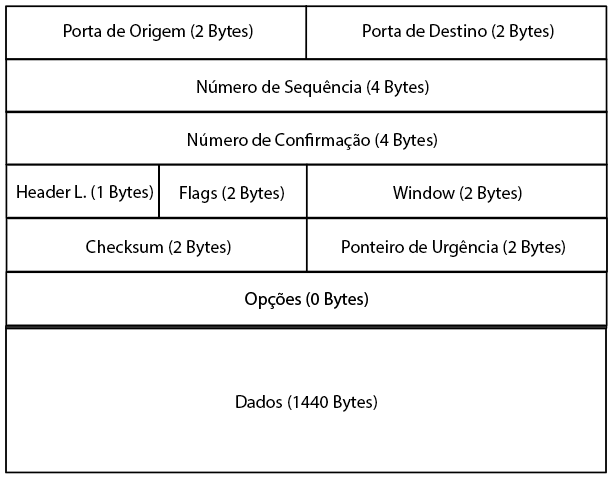 Porta de Origem (2 Bytes)
Porta de Destino (2 Bytes)
Número de Sequência (4 Bytes)
Número de Confirmação (4 Bytes)
Header L. (1 Bytes)
Flags (2 Bytes)
Window (2 Bytes)
Checksum (2 Bytes)
Ponteiro de Urgência (2 Bytes)
Opções (0 Bytes)
Dados (1440 Bytes)